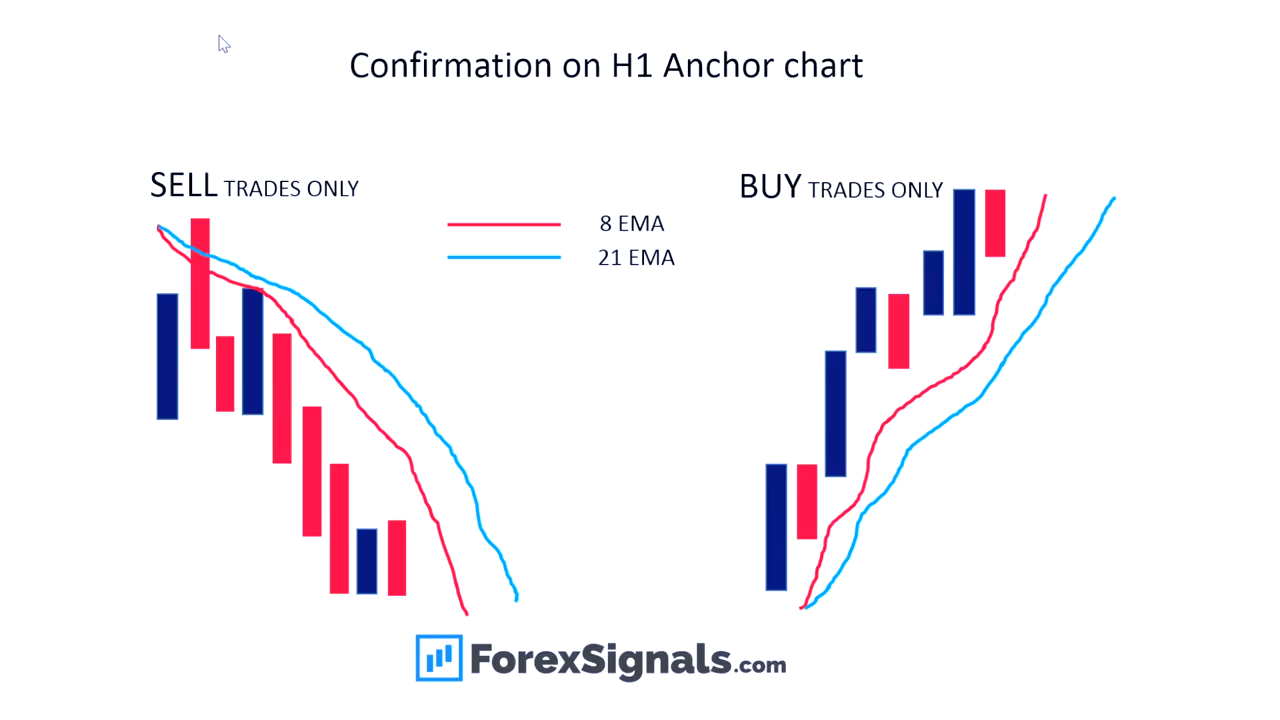 Confirmation on H1 Anchor chart
SELL TRADES ONLY
BUY TRADES ONLY
8 EMA
21 EMA
ForexSignals.com